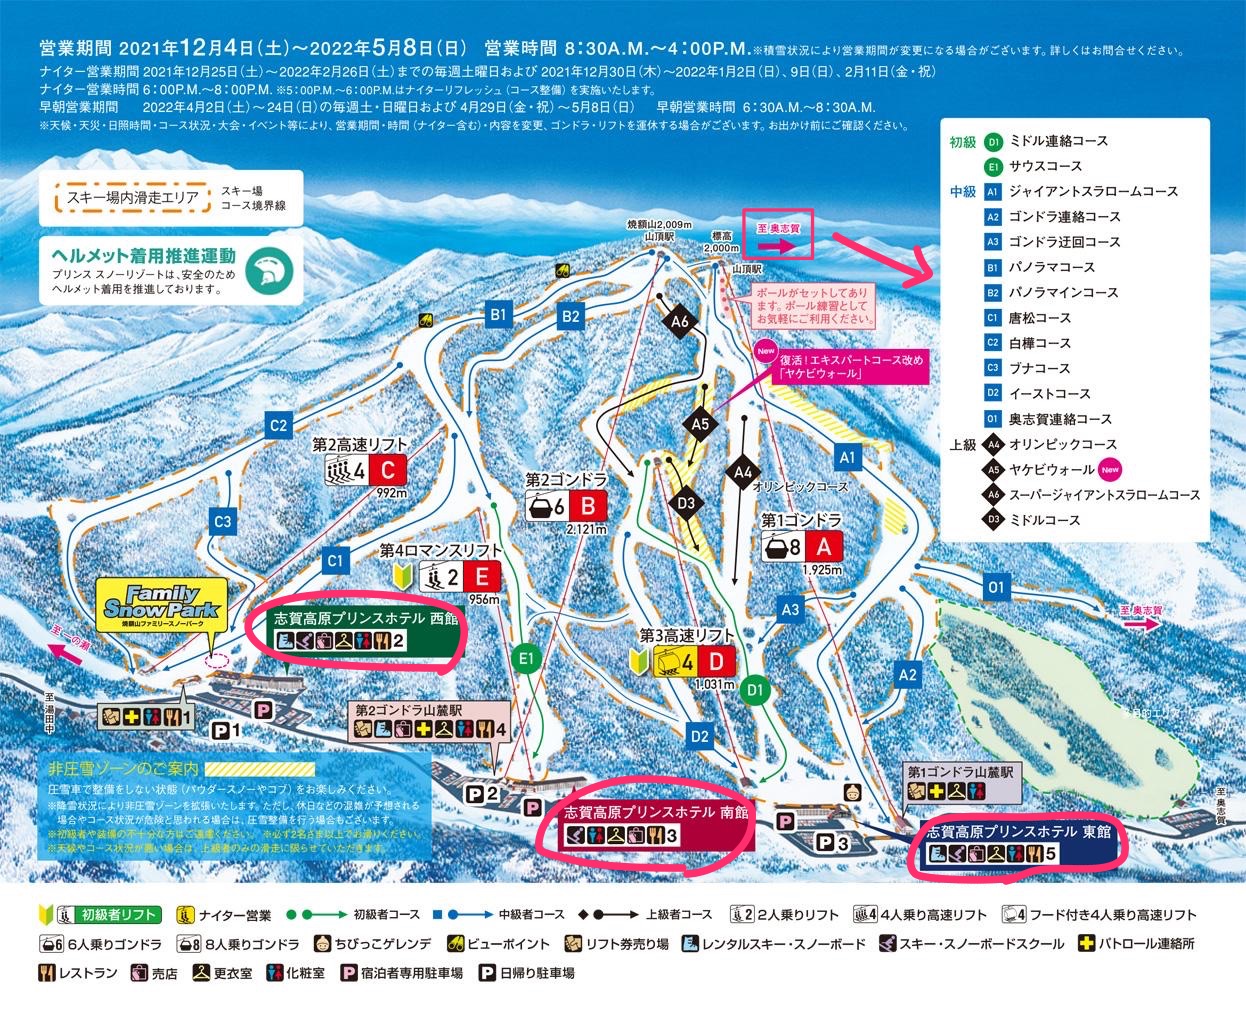 営業期間 2021年12月4日(土)～2022年5月8日(日) 営業時間 8:30A.M.～4:00P.M.※積雪状況により営業期間が変更になる場合がございます。詳しくはお問合せください。
ナイター営業期間 2021年12月25日(土)～2022年2月26日(土)までの毎週土曜日および 2021年12月30日(木)～2022年1月2日(日)、9日(日)、2月11日(金・祝)
ナイター営業時間 6:00P.M.～8:00P.M. ※5:00P.M.～6:00P.M.はナイターリフレッシュ(コース整備)を実施いたします。
早朝営業期間 2022年4月2日(土)～24日(日)の毎週土・日曜日および 4月29日(金・祝)～5月8日(日) 早朝営業時間 6:30A.M.～8:30A.M.
※天候・天災・日照時間・コース状況・大会・イベント等により、営業期間・時間(ナイター含む)・内容を変更、ゴンドラ・リフトを運休する場合がございます。お出かけ前にご確認ください。
スキー場内滑走エリア
スキー場
コース境界線
ヘルメット着用推進運動
プリンス スノーリゾートは、安全のため
ヘルメット着用を推進しております。
初級 D1 ミドル連絡コース
E1 サウスコース
中級 A1 ジャイアントスラロームコース
A2 ゴンドラ連絡コース
A3 ゴンドラ迂回コース
B1 パノラマコース
B2 パノラマインコース
C1 唐松コース
C2 白樺コース
C3 ブナコース
D2 イーストコース
O1 奥志賀連絡コース
上級 A4 オリンピックコース
A5 ヤケビウォール New
A6 スーパージャイアントスラロームコース
D3 ミドルコース
焼額山2,009m
山頂駅
標高
2,000m
山頂駅
至 奥志賀
ポールがセットしてあり
ます。ポール練習として
お気軽にご利用ください。
New
復活！エキスパートコース改め
「ヤケビウォール」
B1
B2
A6
C2
第2高速リフト
4 C
992m
A5
A4
オリンピックコース
A1
第2ゴンドラ
6 B
2,121m
D3
C3
第1ゴンドラ
8 A
1,925m
C1
第4ロマンスリフト
2 E
956m
O1
至 奥志賀
Family
Snow Park
焼額山ファミリースノーパーク
至 一の瀬
志賀高原プリンスホテル 西館
2
A3
第3高速リフト
4 D
1,031m
E1
D1
A2
至 湯田中
1
P
P1
第2ゴンドラ山麓駅
4
D2
非圧雪ゾーンのご案内
圧雪車で整備をしない状態(パウダースノーやコブ)をお楽しみください。
※降雪状況により非圧雪ゾーンを拡張いたします。ただし、休日などの混雑が予想される
場合やコース状況が危険と思われる場合は、圧雪整備を行う場合もございます。
※初級者や装備の不十分な方はご遠慮ください。 ※必ず2名さま以上でお滑りください。
※天候やコース状況が悪い場合は、上級者のみの滑走に限らせていただきます。
P2
P
志賀高原プリンスホテル 南館
3
P
P3
第1ゴンドラ山麓駅
志賀高原プリンスホテル 東館
5
至 奥志賀
初級者リフト
ナイター営業
初級者コース
中級者コース
上級者コース
2 2人乗りリフト
4 4人乗り高速リフト
4 フード付き4人乗り高速リフト
6 6人乗りゴンドラ
8 8人乗りゴンドラ
ちびっこゲレンデ
ビューポイント
リフト券売り場
レンタルスキー・スノーボード
スキー・スノーボードスクール
パトロール連絡所
レストラン
売店
更衣室
化粧室
P 宿泊者専用駐車場
P 日帰り駐車場